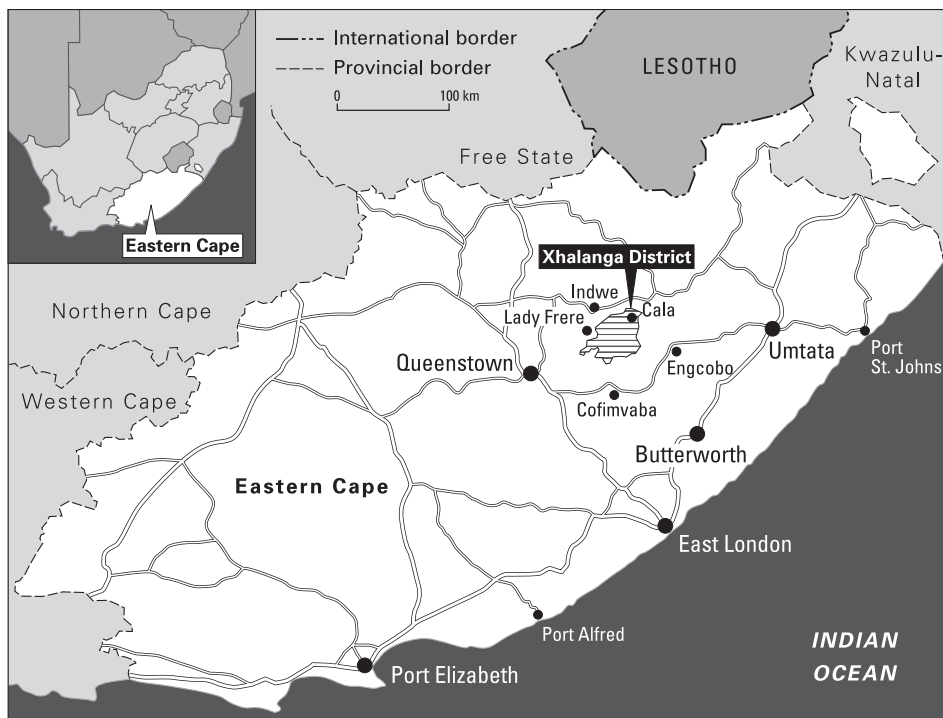 International border
Provincial border
0 100 km
LESOTHO
Kwazulu-
Natal
Free State
Eastern Cape
Xhalanga District
Northern Cape
Indwe
Lady Frere
Cala
Queenstown
Engcobo
Umtata
Port
St. Johns
Western Cape
Cofimvaba
Butterworth
Eastern Cape
East London
Port Alfred
INDIAN
OCEAN
Port Elizabeth